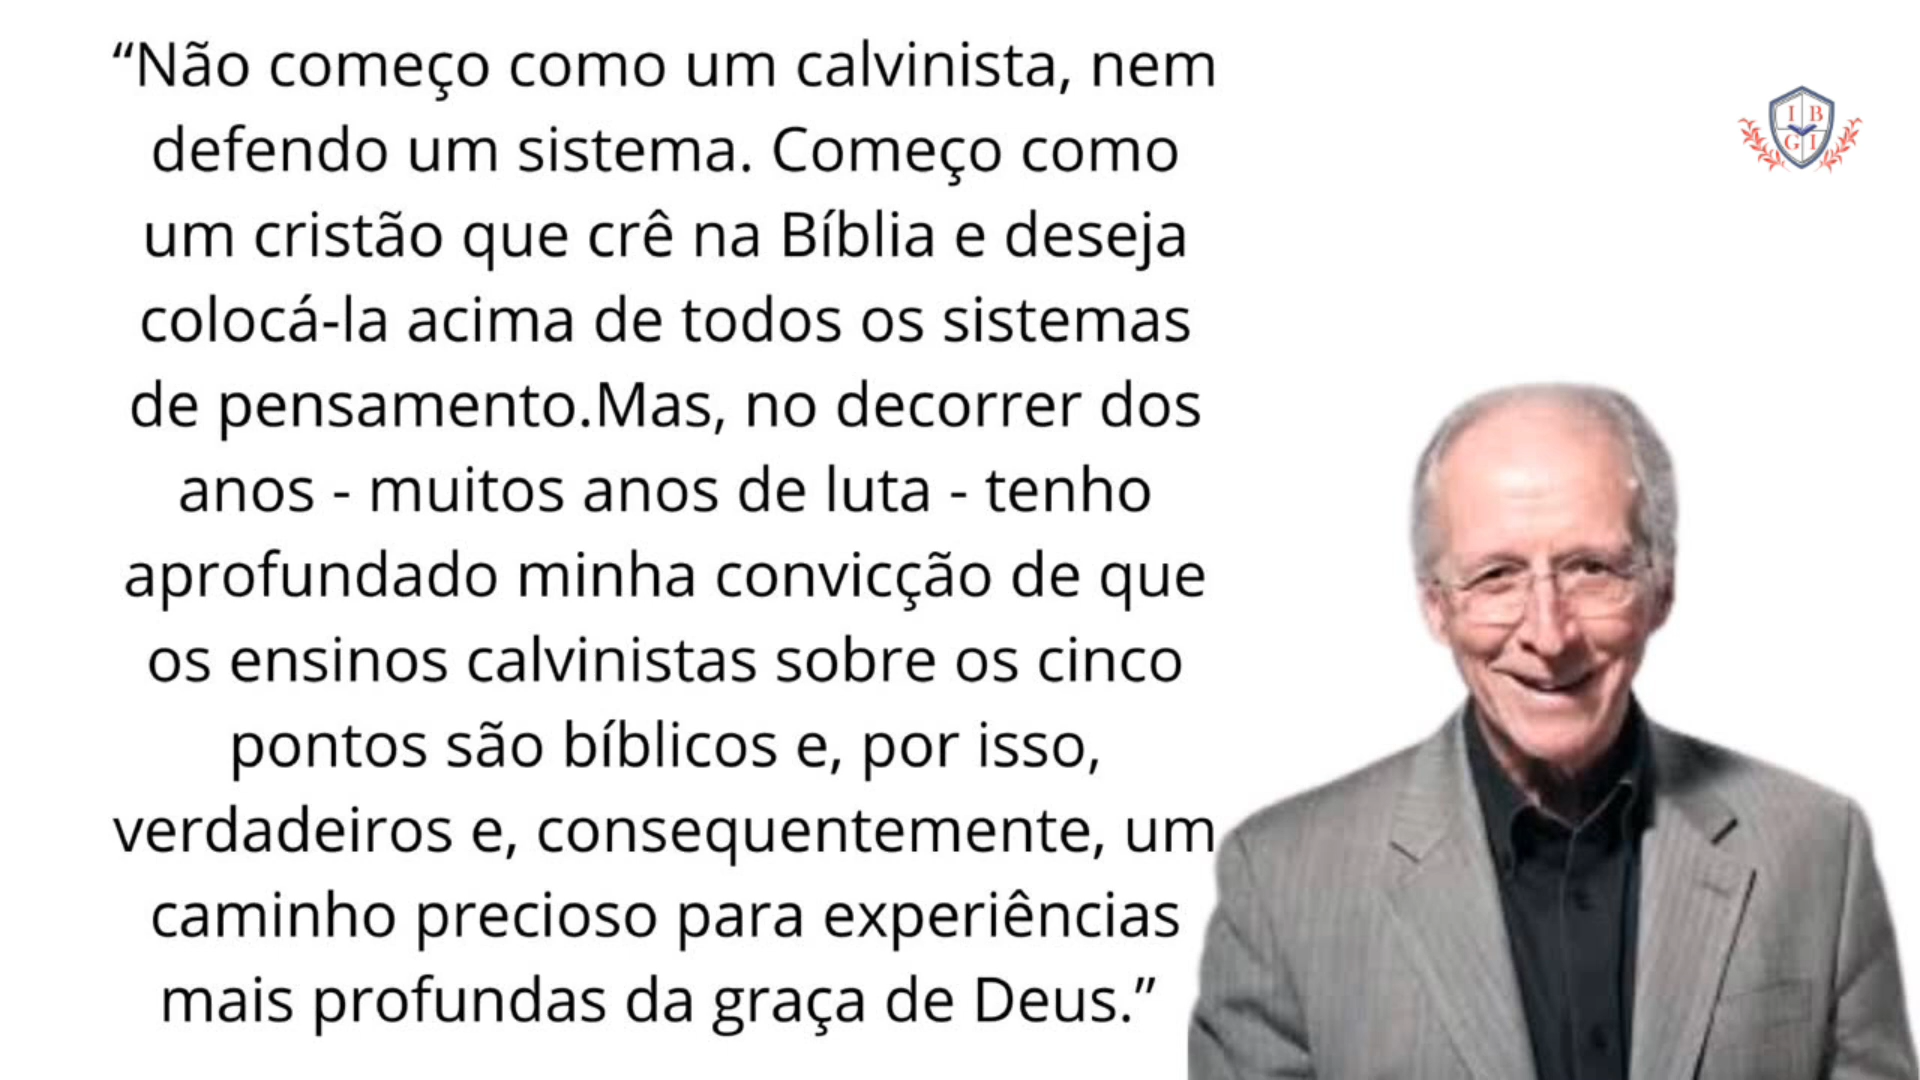 “Não começo como um calvinista, nem
defendo um sistema. Começo como
um cristão que crê na Bíblia e deseja
colocá-la acima de todos os sistemas
de pensamento.Mas, no decorrer dos
anos - muitos anos de luta - tenho
aprofundado minha convicção de que
os ensinos calvinistas sobre os cinco
pontos são bíblicos e, por isso,
verdadeiros e, consequentemente, um
caminho precioso para experiências
mais profundas da graça de Deus.”
I B
G I